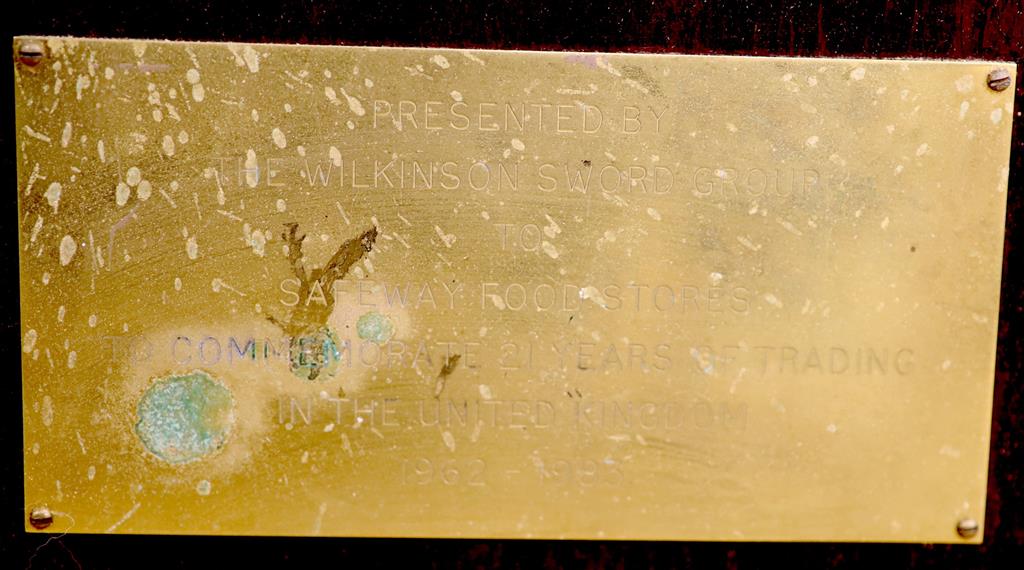 PRESENTED BY
THE WILKINSON SWORD GROUP
TO
SAFEWAY FOOD STORES
TO COMMEMORATE 21 YEARS OF TRADING
IN THE UNITED KINGDOM
1962 - 1983